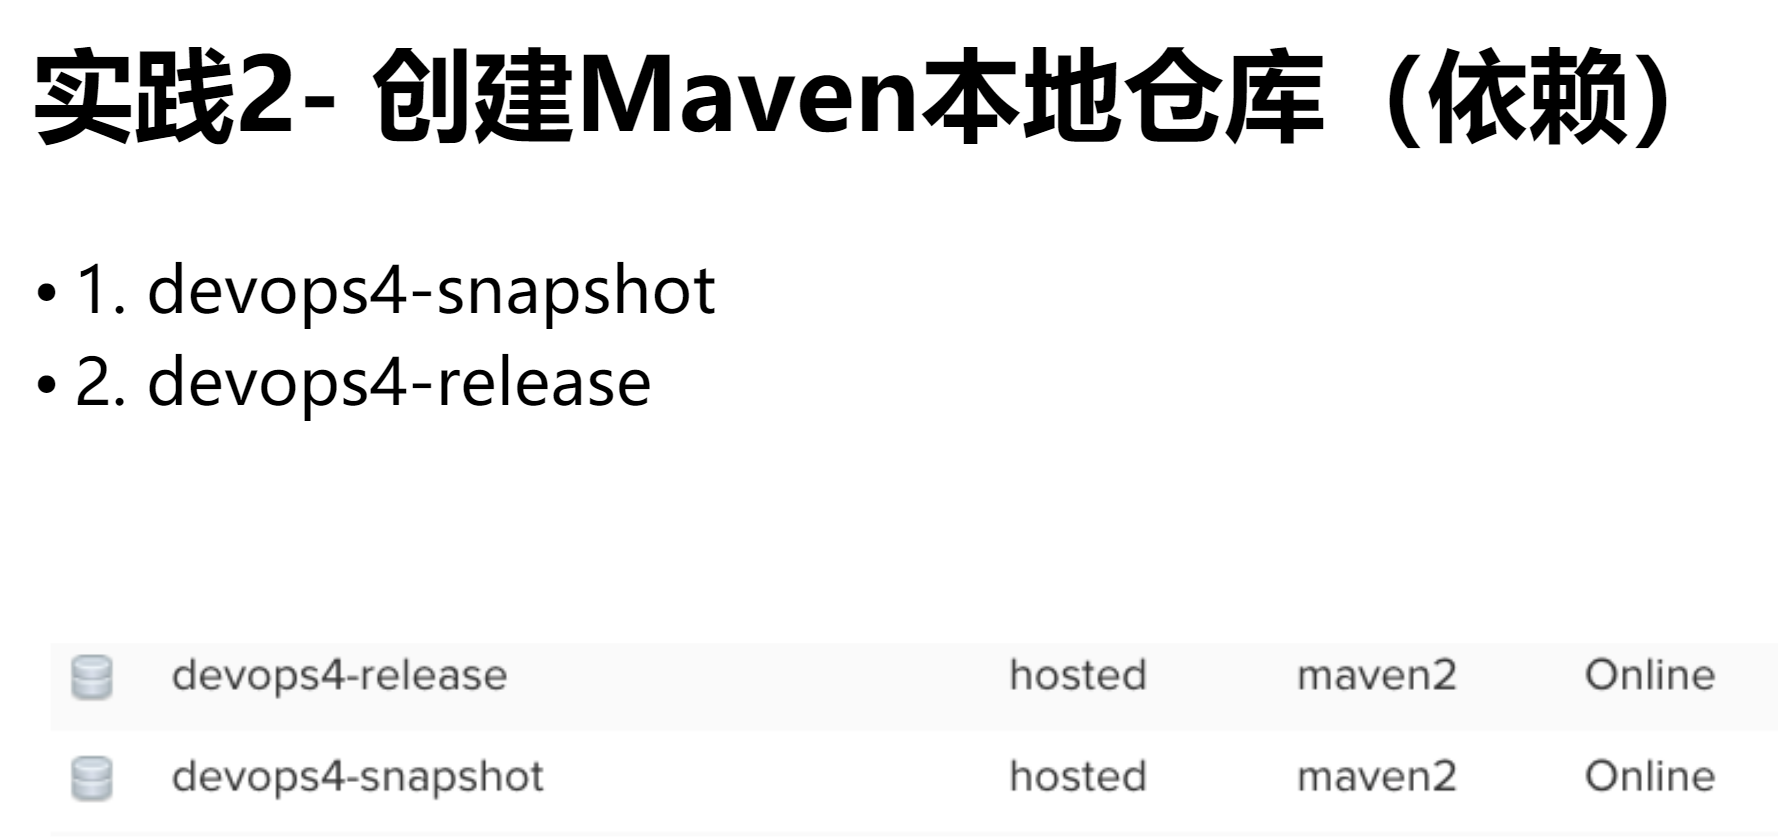 实践2- 创建Maven本地仓库（依赖）
• 1. devops4-snapshot
• 2. devops4-release
devops4-release hosted maven2 Online
devops4-snapshot hosted maven2 Online